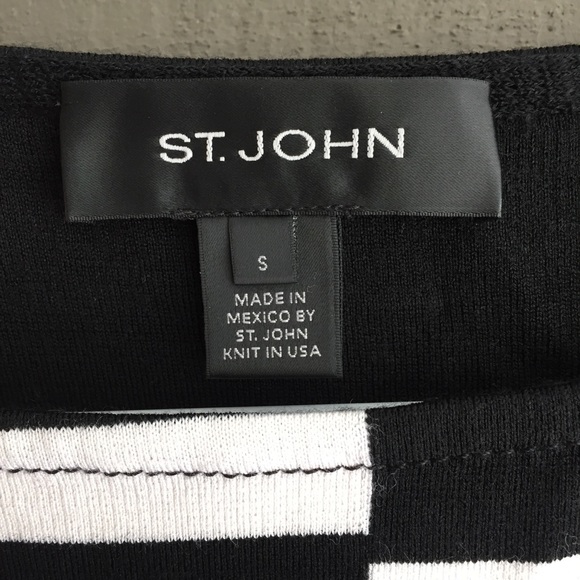 ST. JOHN
S
MADE IN
MEXICO BY
ST. JOHN
KNIT IN USA